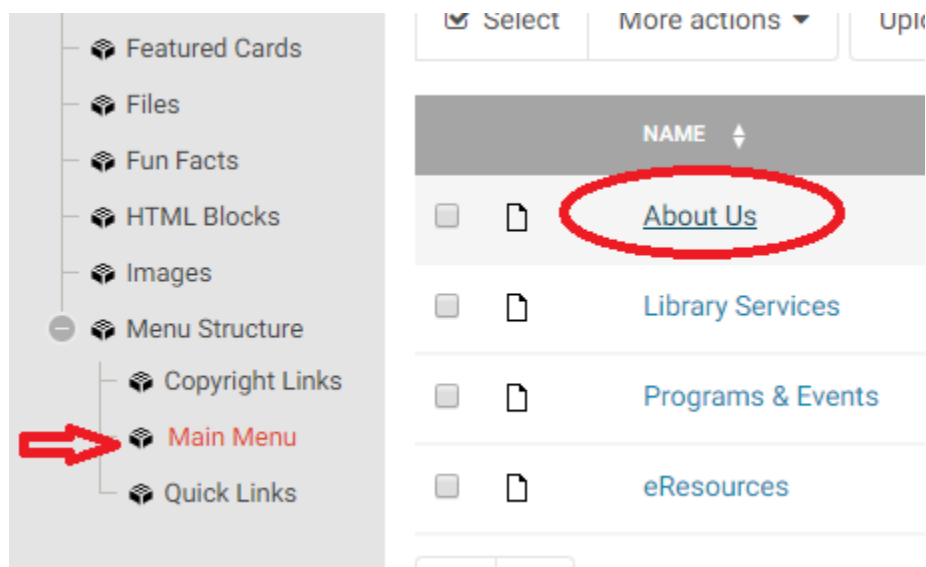 Featured Cards
Files
Fun Facts
HTML Blocks
Images
Menu Structure
Copyright Links
Main Menu
Quick Links
Select
More actions
NAME
About Us
Library Services
Programs & Events
eResources